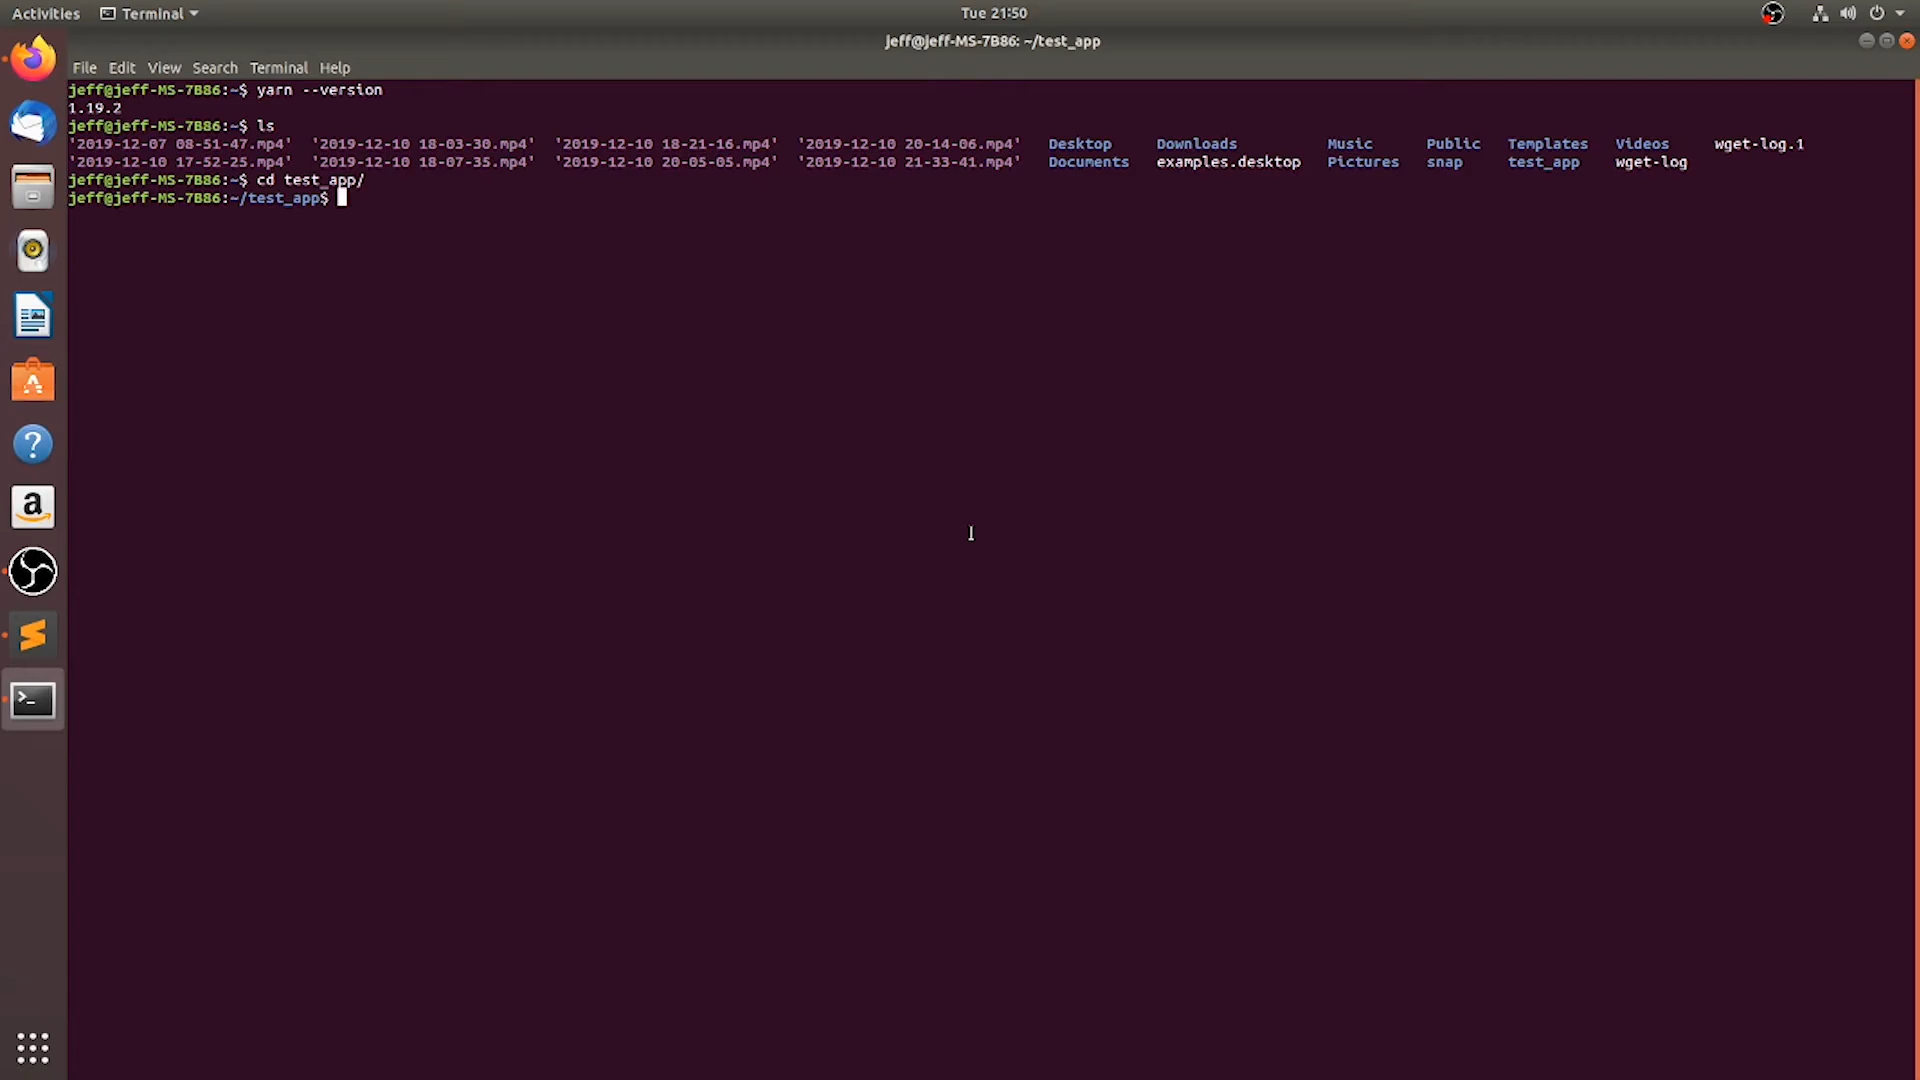 Activities Terminal Tue 21:50
jeff@jeff-MS-7B86: ~/test_app
File Edit View Search Terminal Help
jeff@jeff-MS-7B86:~$ yarn --version
1.19.2
jeff@jeff-MS-7B86:~$ ls
'2019-12-07 08-51-47.mp4' '2019-12-10 18-03-30.mp4' '2019-12-10 18-21-16.mp4' '2019-12-10 20-14-06.mp4' Desktop Downloads Music Public Templates Videos wget-log.1
'2019-12-10 17-52-25.mp4' '2019-12-10 18-07-35.mp4' '2019-12-10 20-05-05.mp4' '2019-12-10 21-33-41.mp4' Documents examples.desktop Pictures snap test_app wget-log
jeff@jeff-MS-7B86:~$ cd test_app/
jeff@jeff-MS-7B86:~/test_app$